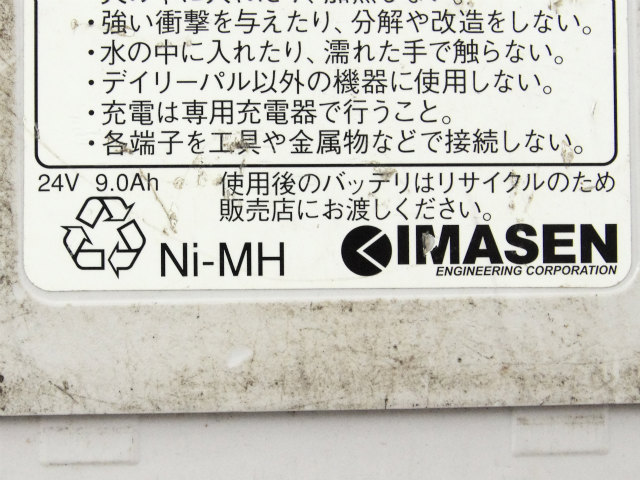 ・強い衝撃を与えたり、分解や改造をしない。
・水の中に入れたり、濡れた手で触らない。
・デイリーパル以外の機器に使用しない。
・充電は専用充電器で行うこと。
・各端子を工具や金属物などで接続しない。
24V 9.0Ah 使用後のバッテリはリサイクルのため
販売店にお渡しください。
Ni-MH
IMASEN
ENGINEERING CORPORATION